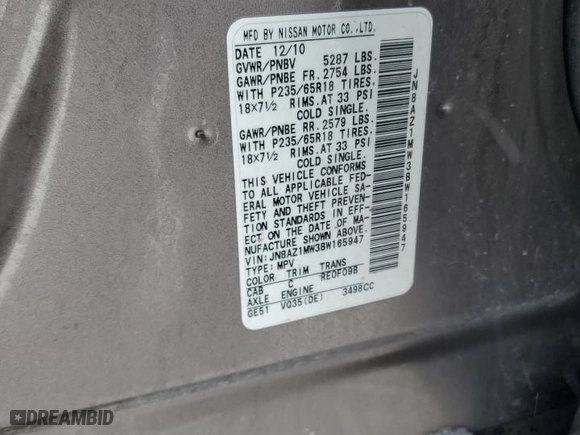 MFD BY NISSAN MOTOR CO.,LTD.
DATE 12/10
GVWR/PNBV 5287 LBS.
GAWR/PNBE FR. 2754 LBS.
WITH P235/65R18 TIRES.
18X7½ RIMS.AT 33 PSI
COLD SINGLE.
GAWR/PNBE RR. 2579 LBS.
WITH P235/65R18 TIRES.
18X7½ RIMS.AT 33 PSI
COLD SINGLE.
THIS VEHICLE CONFORMS
TO ALL APPLICABLE FED-
ERAL MOTOR VEHICLE SA-
FETY AND THEFT PREVEN-
TION STANDARDS IN EFF-
ECT ON THE DATE OF MA-
NUFACTURE SHOWN ABOVE.
VIN: JN8AZ1MW3BW165947
TYPE: MPV
COLOR TRIM TRANS
CAB C RE0F09B
AXLE ENGINE
GE51 VQ35(DE) 3498CC
JN8AZ1MW3BW165947
G
DREAMBID